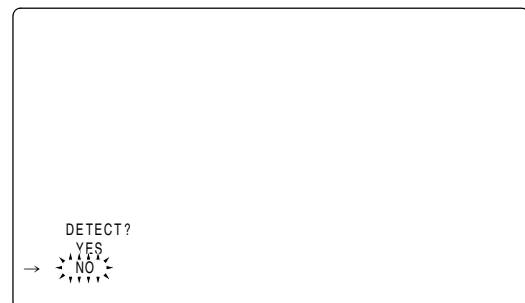 DETECT?
YES
→ NO